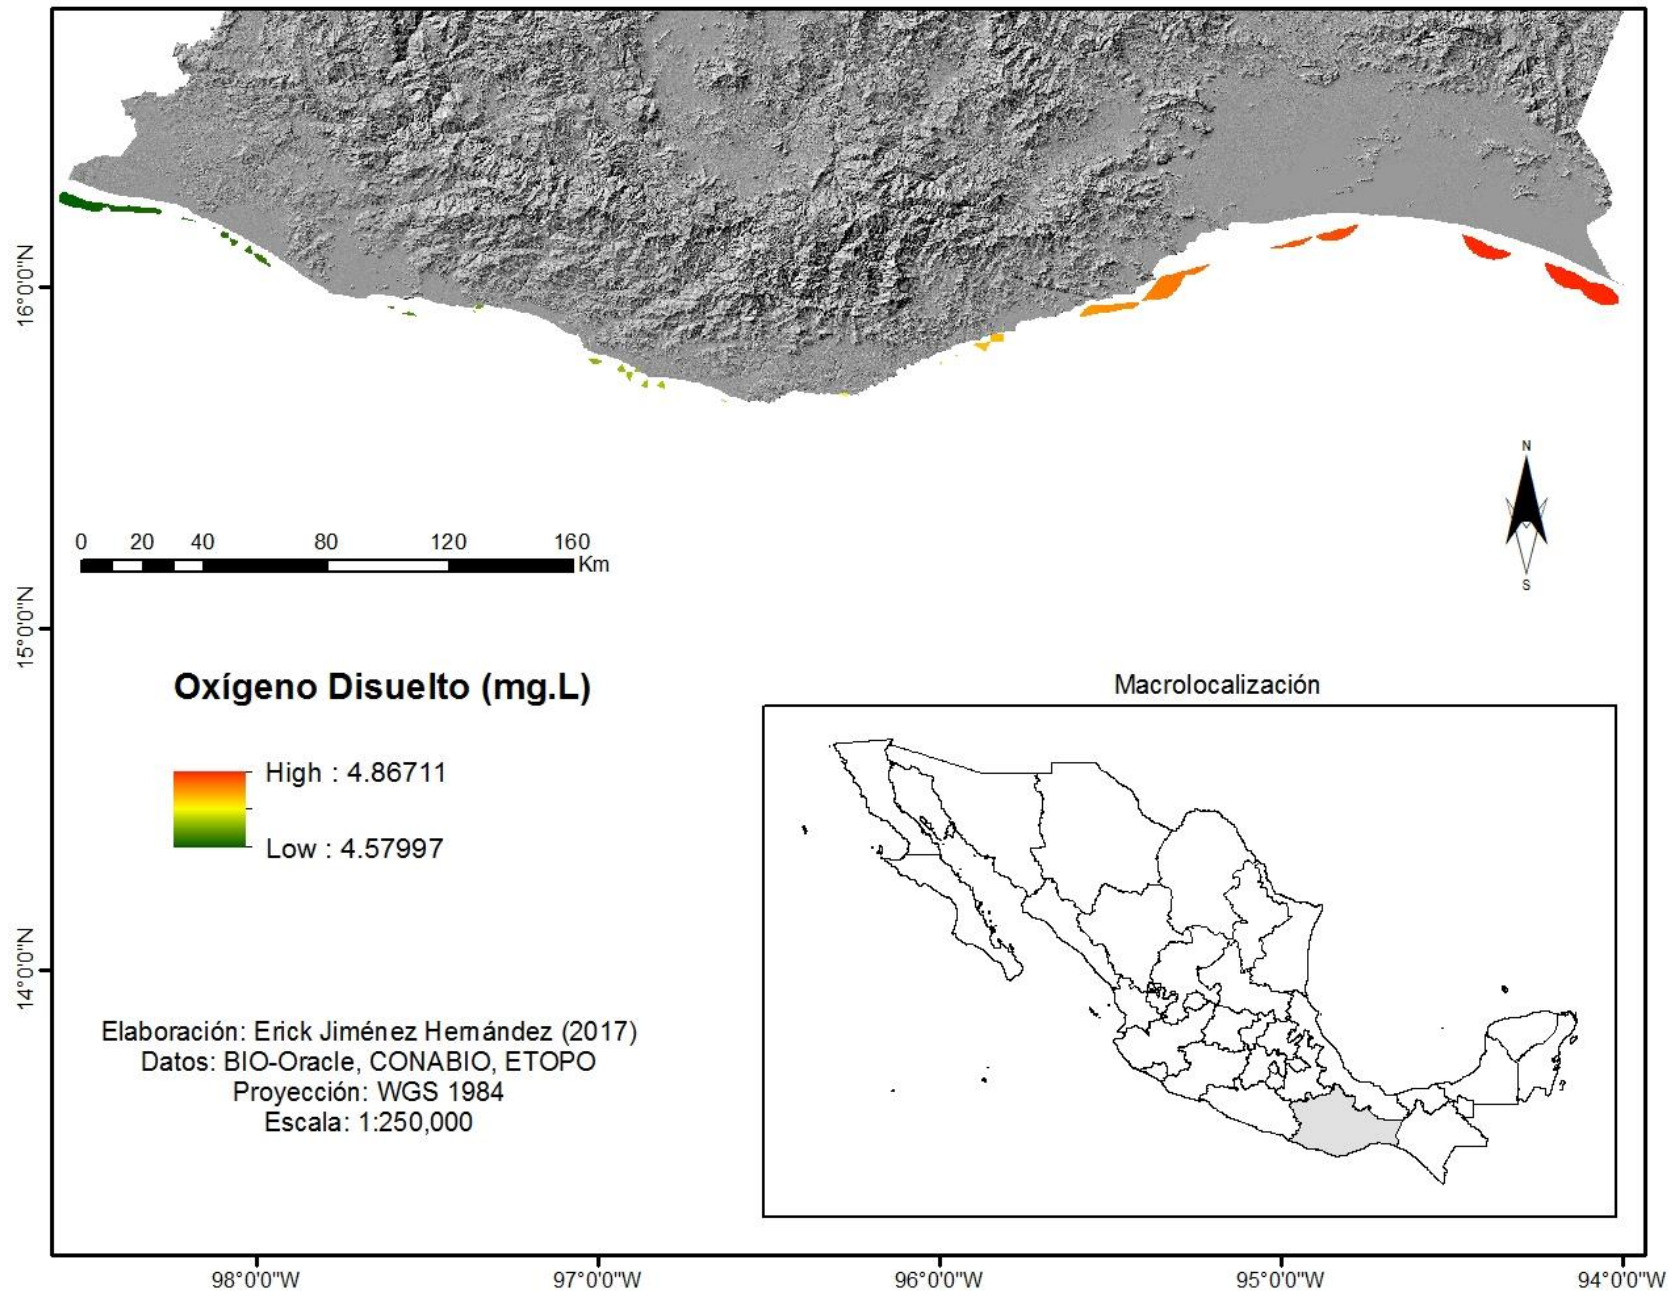 16°0'0"N
N
0 20 40 80 120 160
Km
S
15°0'0"N
Oxígeno Disuelto (mg.L)
Macrolocalización
High : 4.86711
Low : 4.57997
14°0'0"N
Elaboración: Erick Jiménez Hernández (2017)
Datos: BIO-Oracle, CONABIO, ETOPO
Proyección: WGS 1984
Escala: 1:250,000
98°0'0"W 97°0'0"W 96°0'0"W 95°0'0"W 94°0'0"W